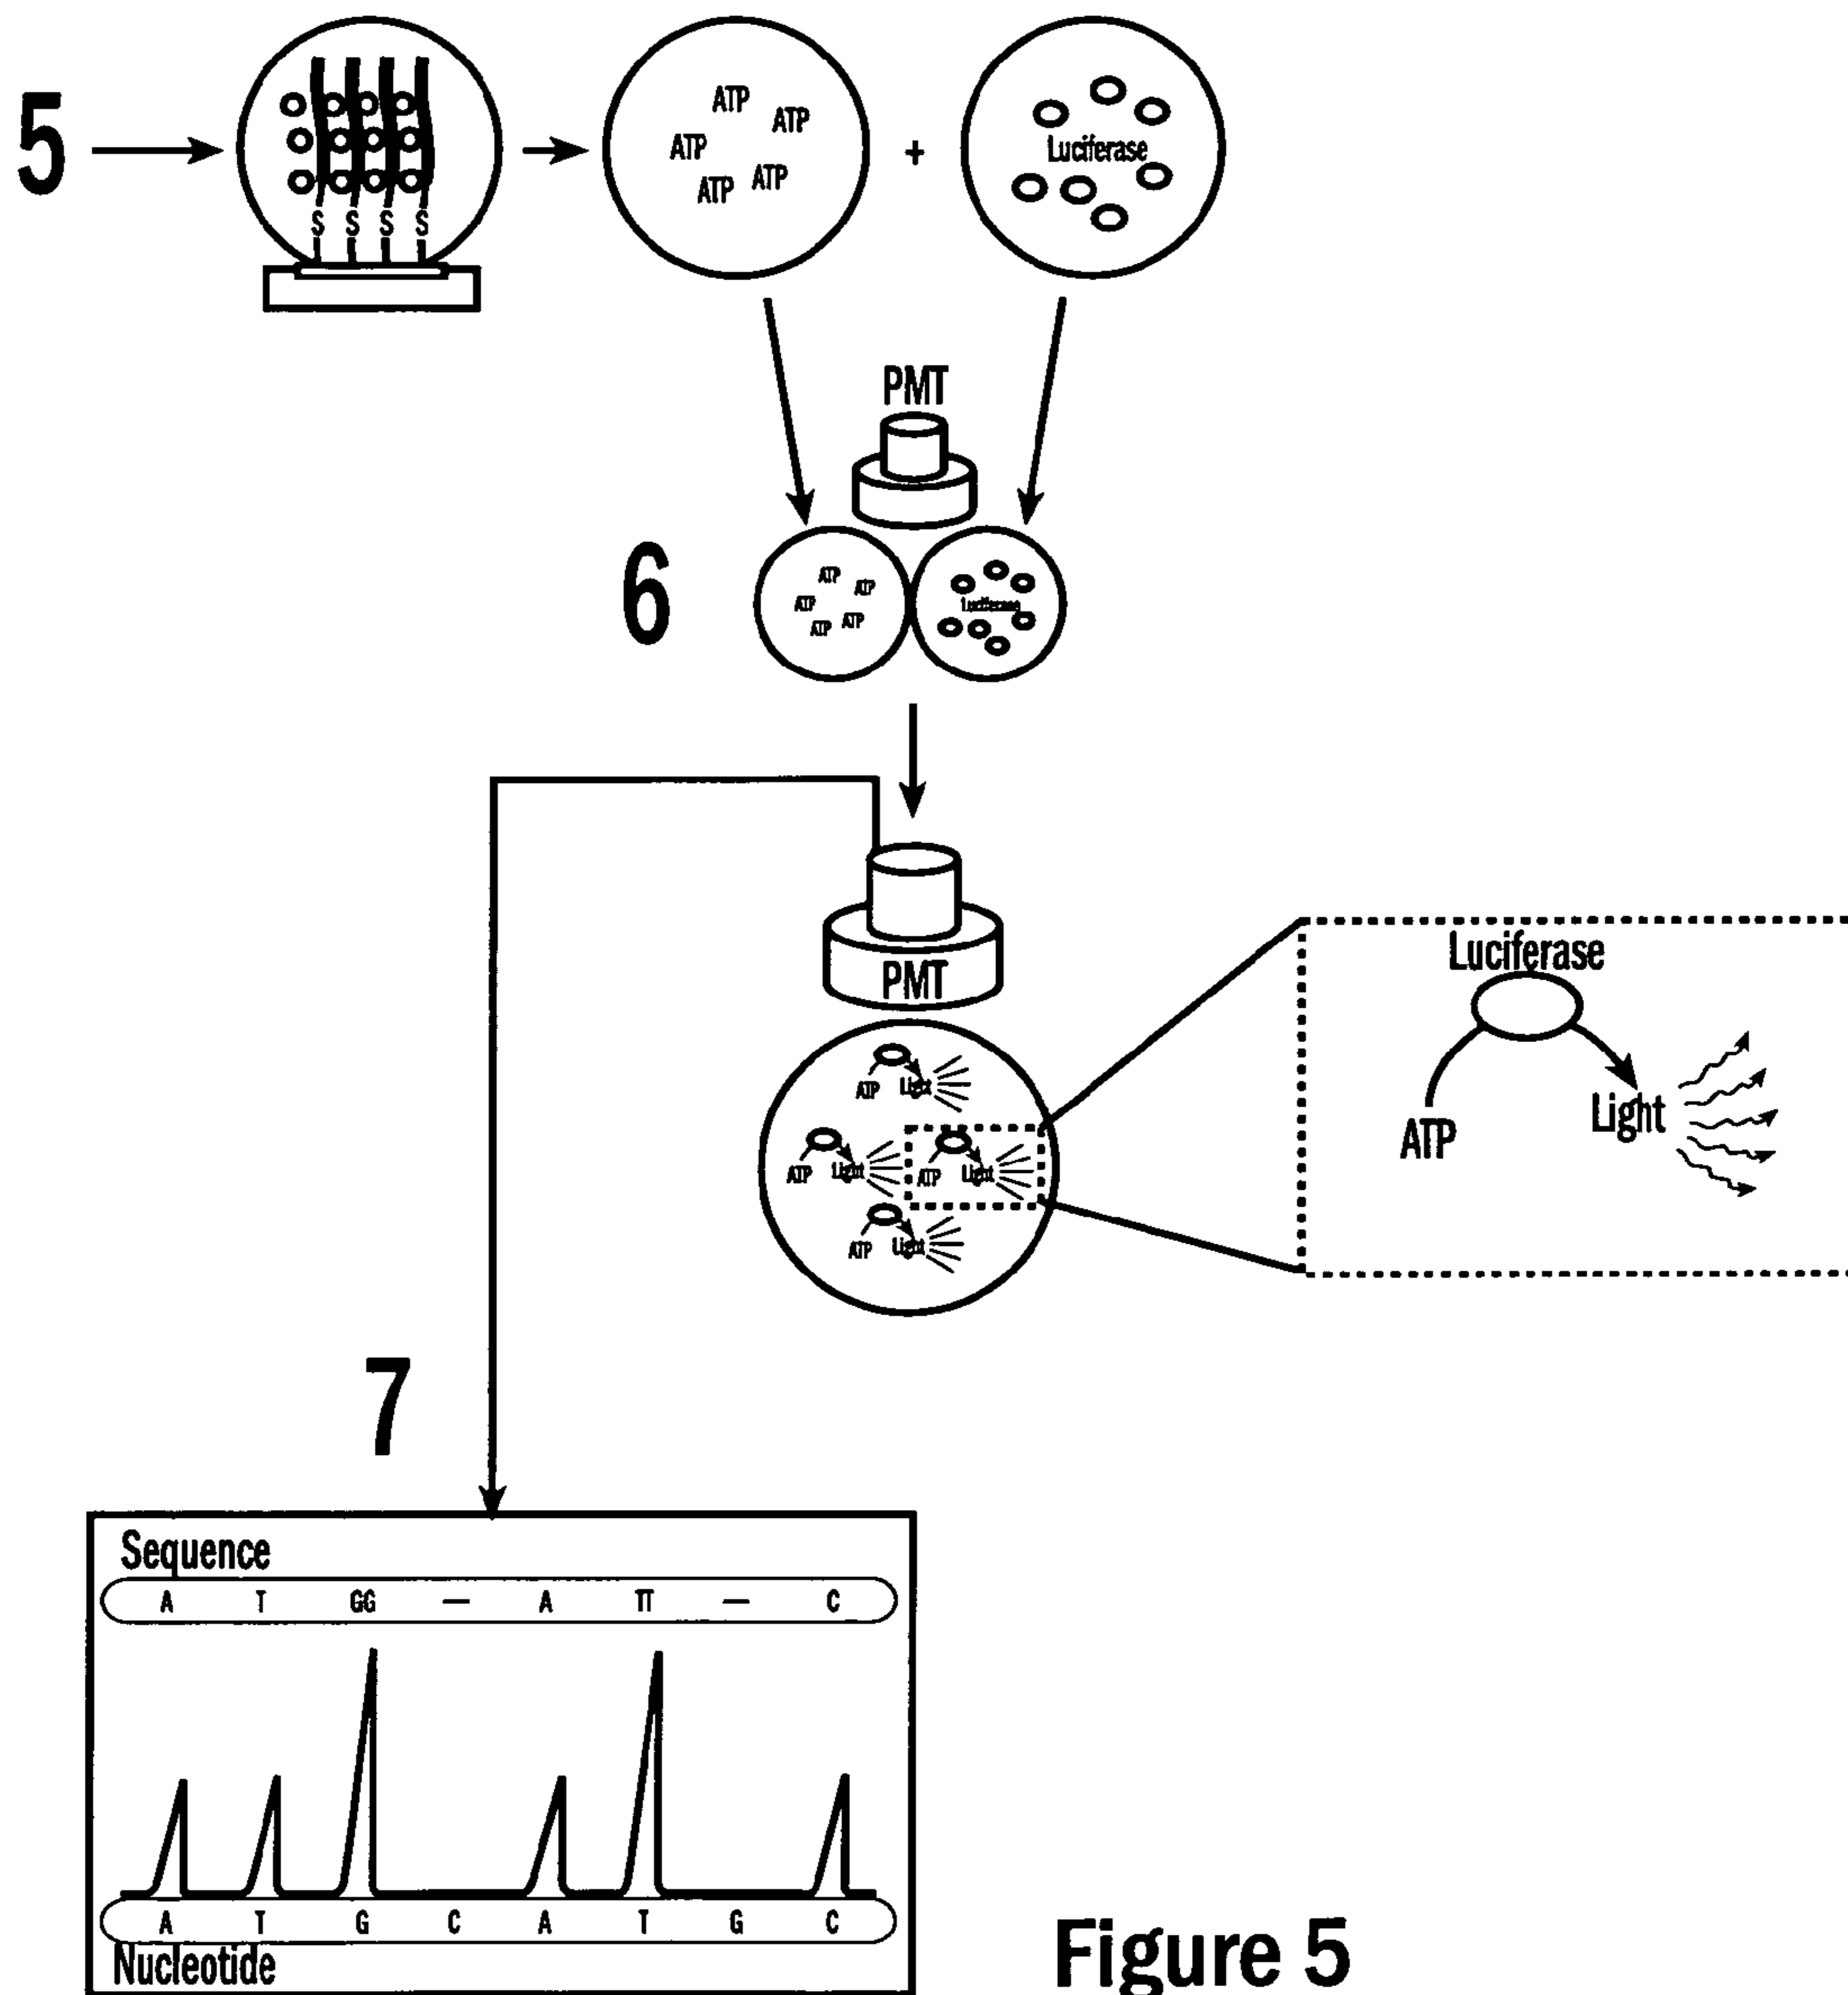 5
ATP
ATP
ATP
ATP
ATP
+
Luciferase
S S S S
PMT
6
ATP
ATP
ATP
ATP
ATP
Luciferase
PMT
Luciferase
ATP
Light
ATP Light
ATP Light
ATP Light
ATP Light
7
Sequence
A T GG — A TT — C
A T G C A T G C
Nucleotide
Figure 5